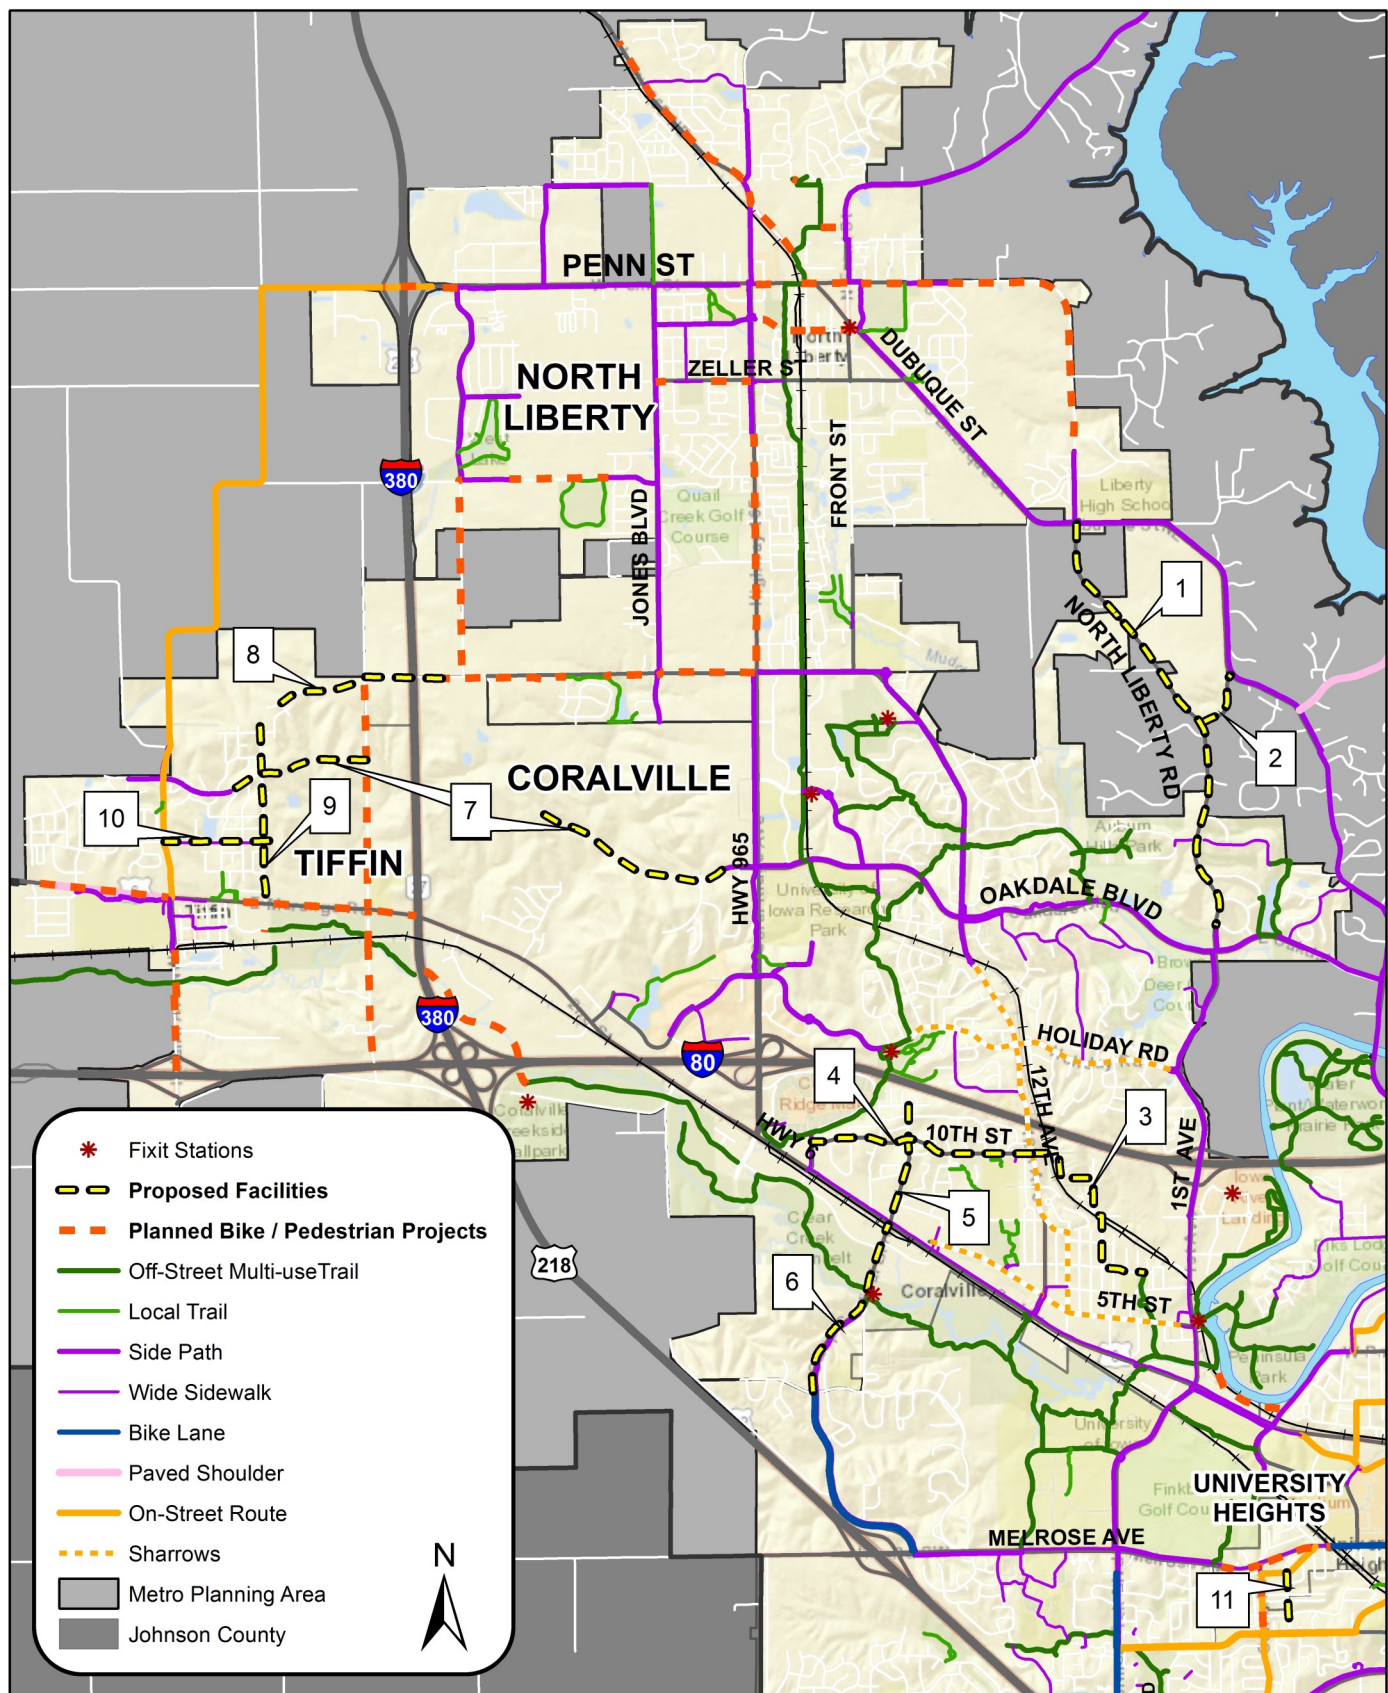 PENN ST
NORTH
LIBERTY
ZELLER ST
DUBUQUE ST
FRONT ST
380
Quail
Creek Golf
Course
JONES BLVD
Liberty
High School
1
NORTH LIBERTY RD
8
2
CORALVILLE
7
9
10
TIFFIN
HWY 965
Auburn
Hills Park
OAKDALE BLVD
Iowa Research
Park
380
80
HOLIDAY RD
12TH AVE
4
3
HWY 6
10TH ST
1ST AVE
5
Clear
Creek
218
6
Coralville
5TH ST
Peninsula
Park
University
UNIVERSITY
HEIGHTS
MELROSE AVE
11
Fixit Stations
Proposed Facilities
Planned Bike / Pedestrian Projects
Off-Street Multi-useTrail
Local Trail
Side Path
Wide Sidewalk
Bike Lane
Paved Shoulder
On-Street Route
Sharrows
Metro Planning Area
Johnson County
N